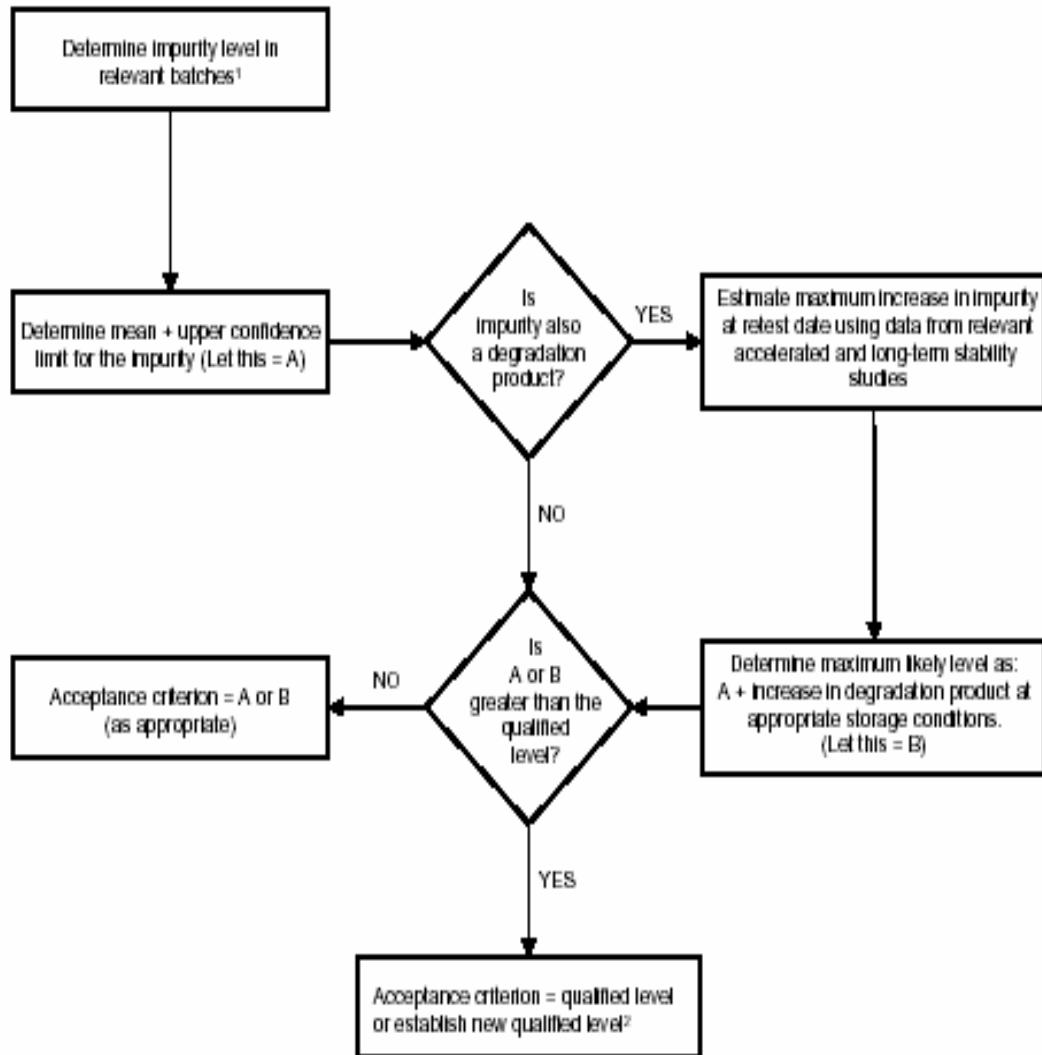 Determine impurity level in
relevant batches¹
Determine mean + upper confidence
limit for the impurity (Let this = A)
Is
impurity also
a degradation
product?
YES
Estimate maximum increase in impurity
at retest date using data from relevant
accelerated and long-term stability
studies
NO
Determine maximum likely level as:
A + increase in degradation product at
appropriate storage conditions.
(Let this = B)
Is
A or B
greater than the
qualified
level?
NO
Acceptance criterion = A or B
(as appropriate)
YES
Acceptance criterion = qualified level
or establish new qualified level²